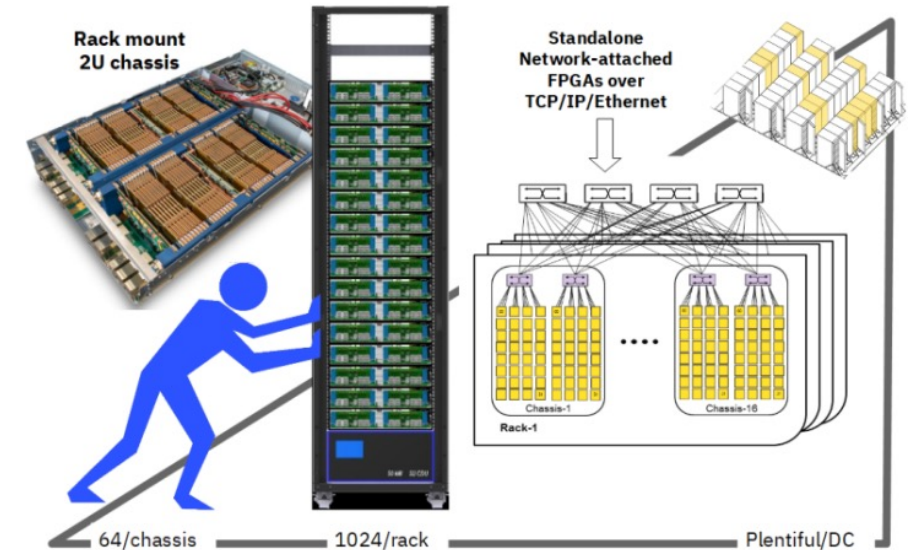 Rack mount
2U chassis
Standalone
Network-attached
FPGAs over
TCP/IP/Ethernet
Chassis-1
Chassis-16
Rack-1
64/chassis
1024/rack
Plentiful/DC